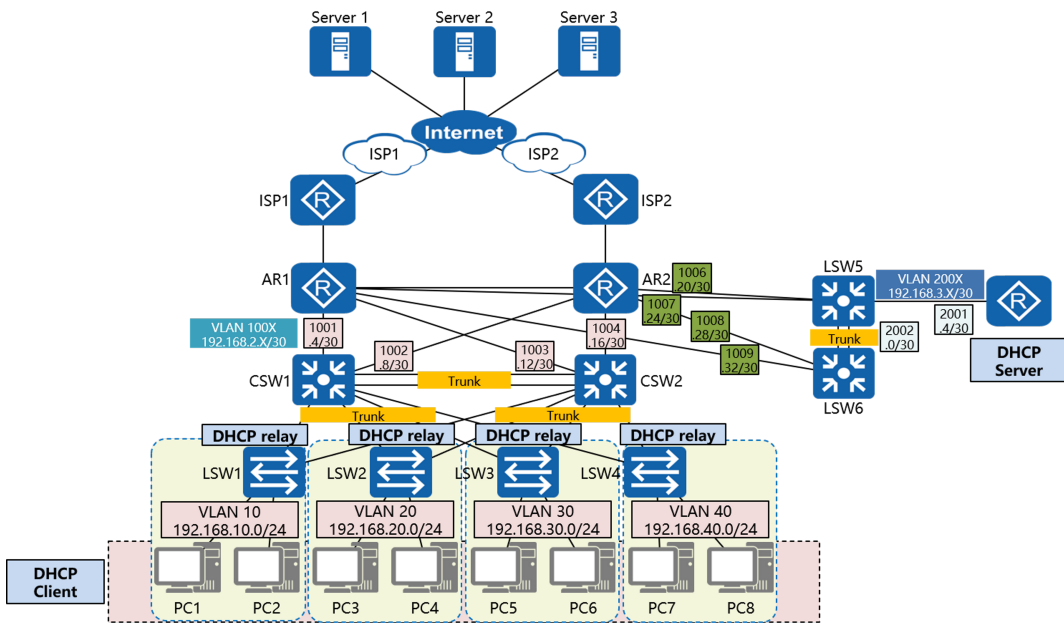 Server 1
Server 2
Server 3
Internet
ISP1
ISP2
ISP1
R
R
ISP2
AR1
R
R
AR2
1006
.20/30
LSW5
VLAN 200X
192.168.3.X/30
R
1007
.24/30
1008
.28/30
2001
.4/30
VLAN 100X
192.168.2.X/30
1001
.4/30
1002
.8/30
1003
.12/30
1004
.16/30
1009
.32/30
Trunk
2002
.0/30
DHCP
Server
CSW1
Trunk
CSW2
LSW6
Trunk
Trunk
DHCP relay
DHCP relay
DHCP relay
DHCP relay
LSW1
LSW2
LSW3
LSW4
VLAN 10
192.168.10.0/24
VLAN 20
192.168.20.0/24
VLAN 30
192.168.30.0/24
VLAN 40
192.168.40.0/24
DHCP
Client
PC1
PC2
PC3
PC4
PC5
PC6
PC7
PC8